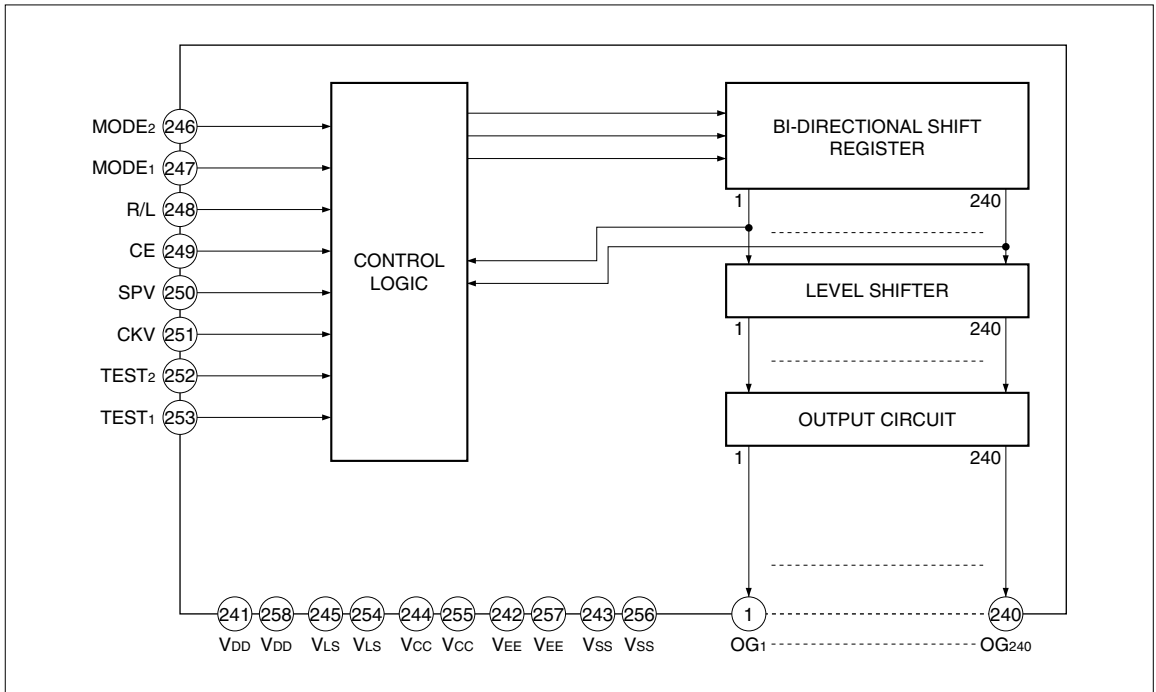 MODE2 246
MODE1 247
R/L 248
CE 249
SPV 250
CKV 251
TEST2 252
TEST1 253
CONTROL
LOGIC
BI-DIRECTIONAL SHIFT
REGISTER
1 240
LEVEL SHIFTER
1 240
OUTPUT CIRCUIT
1 240
241 258 245 254 244 255 242 257 243 256 1 240
VDD VDD VLS VLS VCC VCC VEE VEE VSS VSS OG1 OG240